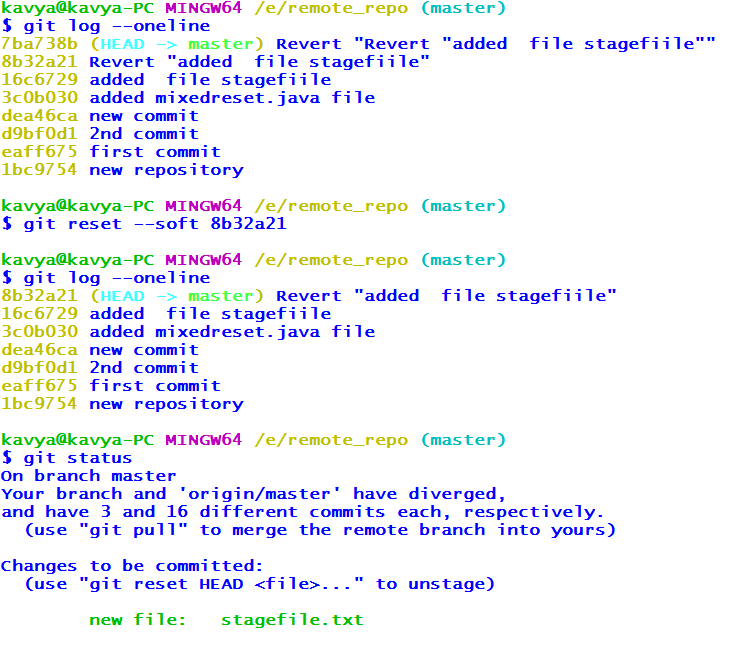 kavya@kavya-PC MINGW64 /e/remote_repo (master)
$ git log --oneline
7ba738b (HEAD -> master) Revert "Revert "added  file stagefiile""
8b32a21 Revert "added  file stagefiile"
16c6729 added  file stagefiile
3c0b030 added mixedreset.java file
dea46ca new commit
d9bf0d1 2nd commit
eaff675 first commit
1bc9754 new repository
kavya@kavya-PC MINGW64 /e/remote_repo (master)
$ git reset --soft 8b32a21
kavya@kavya-PC MINGW64 /e/remote_repo (master)
$ git log --oneline
8b32a21 (HEAD -> master) Revert "added  file stagefiile"
16c6729 added  file stagefiile
3c0b030 added mixedreset.java file
dea46ca new commit
d9bf0d1 2nd commit
eaff675 first commit
1bc9754 new repository
kavya@kavya-PC MINGW64 /e/remote_repo (master)
$ git status
On branch master
Your branch and 'origin/master' have diverged,
and have 3 and 16 different commits each, respectively.
  (use "git pull" to merge the remote branch into yours)
Changes to be committed:
  (use "git reset HEAD <file>..." to unstage)
        new file:   stagefile.txt